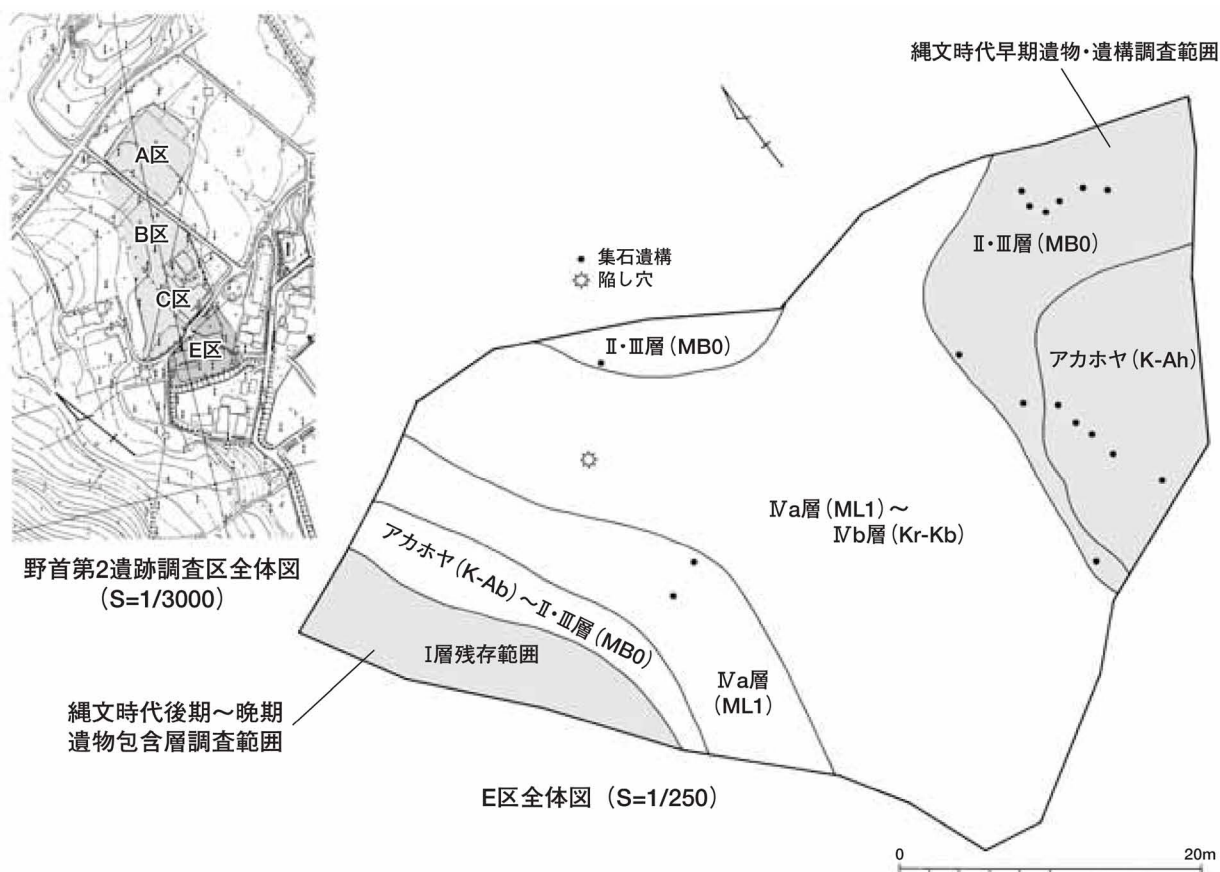 縄文時代早期遺物・遺構調査範囲
A区
B区
C区
E区
集石遺構
陥し穴
Ⅱ・Ⅲ層(MB0)
Ⅱ・Ⅲ層(MB0)
アカホヤ(K-Ah)
Ⅳa層(ML1)～
Ⅳb層(Kr-Kb)
野首第2遺跡調査区全体図
(S=1/3000)
アカホヤ(K-Ab)～Ⅱ・Ⅲ層(MB0)
Ⅰ層残存範囲
Ⅳa層
(ML1)
縄文時代後期～晩期
遺物包含層調査範囲
E区全体図 (S=1/250)
0
20m